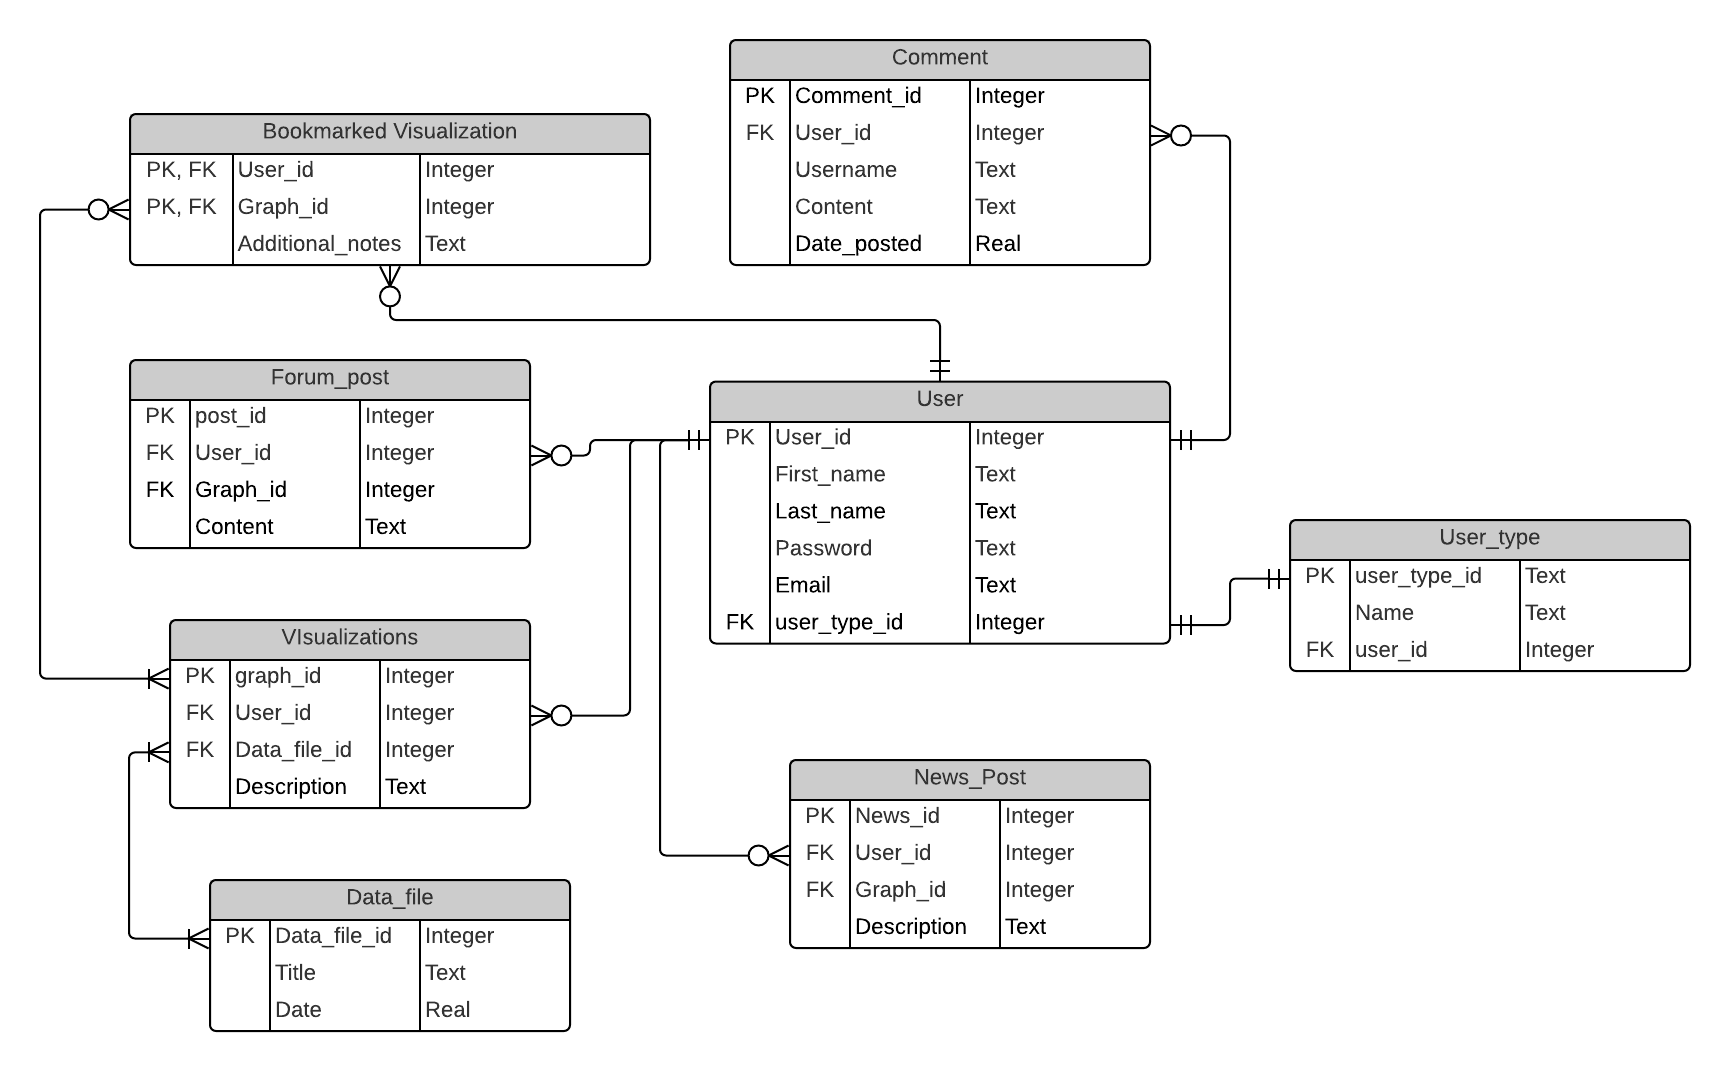 Comment
PK Comment_id Integer
FK User_id Integer
Username Text
Content Text
Date_posted Real
Bookmarked Visualization
PK, FK User_id Integer
PK, FK Graph_id Integer
Additional_notes Text
Forum_post
PK post_id Integer
FK User_id Integer
FK Graph_id Integer
Content Text
User
PK User_id Integer
First_name Text
Last_name Text
Password Text
Email Text
FK user_type_id Integer
User_type
PK user_type_id Text
Name Text
FK user_id Integer
VIsualizations
PK graph_id Integer
FK User_id Integer
FK Data_file_id Integer
Description Text
News_Post
PK News_id Integer
FK User_id Integer
FK Graph_id Integer
Description Text
Data_file
PK Data_file_id Integer
Title Text
Date Real